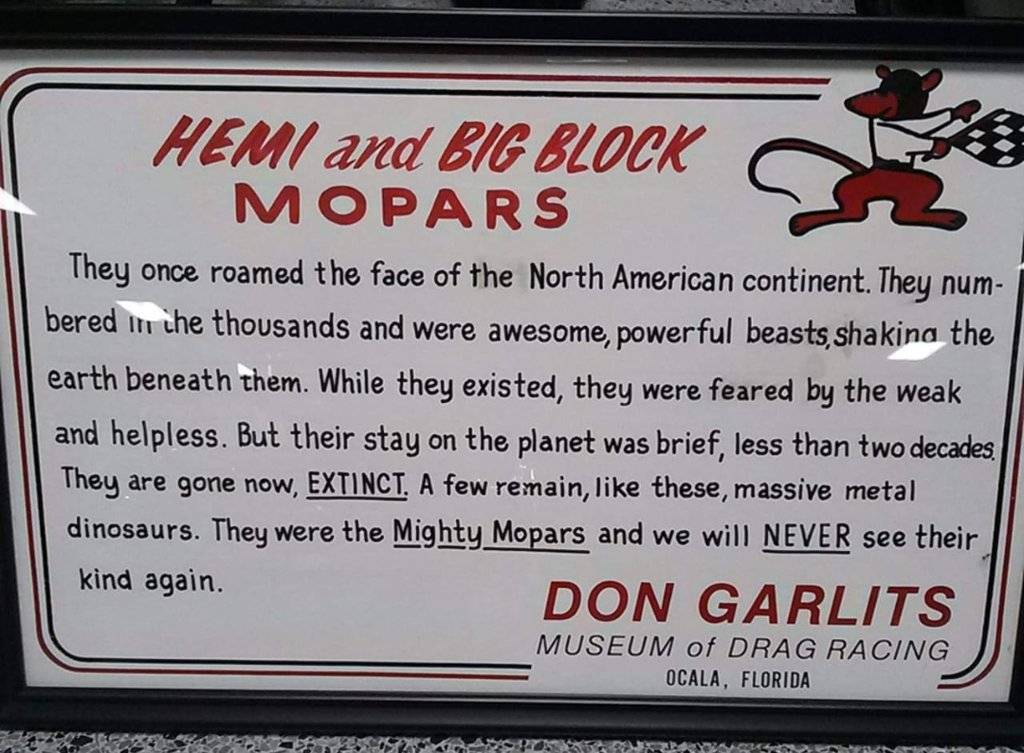 HEMI and BIG BLOCK
MOPARS
They once roamed the face of the North American continent. They num-
bered in the thousands and were awesome, powerful beasts, shaking the
earth beneath them. While they existed, they were feared by the weak
and helpless. But their stay on the planet was brief, less than two decades.
They are gone now, EXTINCT. A few remain, like these, massive metal
dinosaurs. They were the Mighty Mopars and we will NEVER see their
kind again.
DON GARLITS
MUSEUM of DRAG RACING
OCALA, FLORIDA